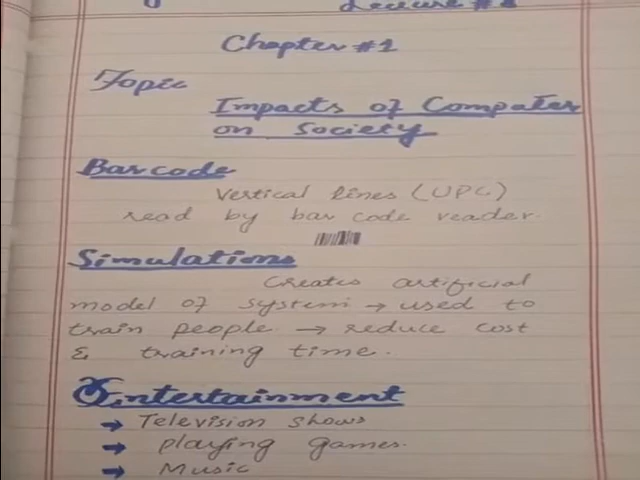 Lecture #
Chapter #1
Topic
Impacts of Computer
on Society
Barcode
Vertical lines (UPC)
read by bar code reader.
Simulations
Creates artificial
model of system → used to
train people → reduce cost
& training time.
Entertainment
→ Television shows
→ playing games.
→ Music